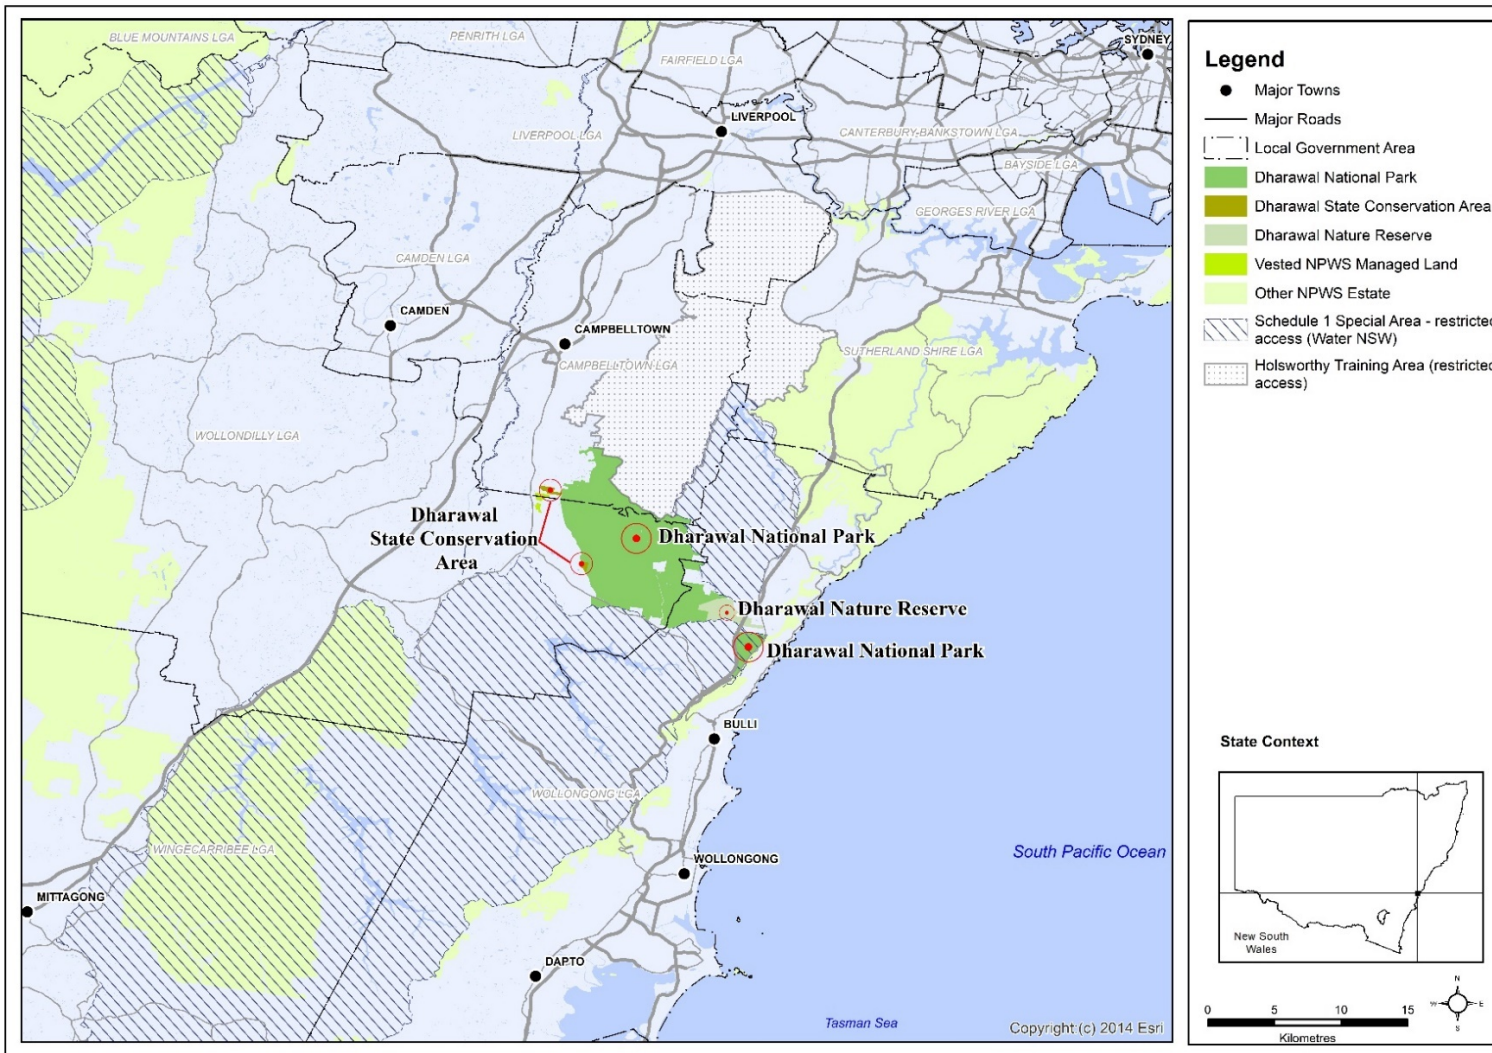 BLUE MOUNTAINS LGA
PENRITH LGA
FAIRFIELD LGA
SYDNEY
LIVERPOOL LGA
LIVERPOOL
CANTERBURY-BANKSTOWN LGA
BAYSIDE LGA
GEORGES RIVER LGA
CAMDEN LGA
CAMDEN
CAMPBELLTOWN
CAMPBELLTOWN LGA
SUTHERLAND SHIRE LGA
WOLLONDILLY LGA
Dharawal
State Conservation
Area
Dharawal National Park
Dharawal Nature Reserve
Dharawal National Park
BULLI
WOLLONGONG LGA
WINGECARRIBEE LGA
WOLLONGONG
MITTAGONG
DAPTO
South Pacific Ocean
Tasman Sea
Copyright (c) 2014 Esri
Legend
Major Towns
Major Roads
Local Government Area
Dharawal National Park
Dharawal State Conservation Area
Dharawal Nature Reserve
Vested NPWS Managed Land
Other NPWS Estate
Schedule 1 Special Area - restricted
access (Water NSW)
Holsworthy Training Area (restricted
access)
State Context
New South
Wales
N
W E
S
0 5 10 15
Kilometres